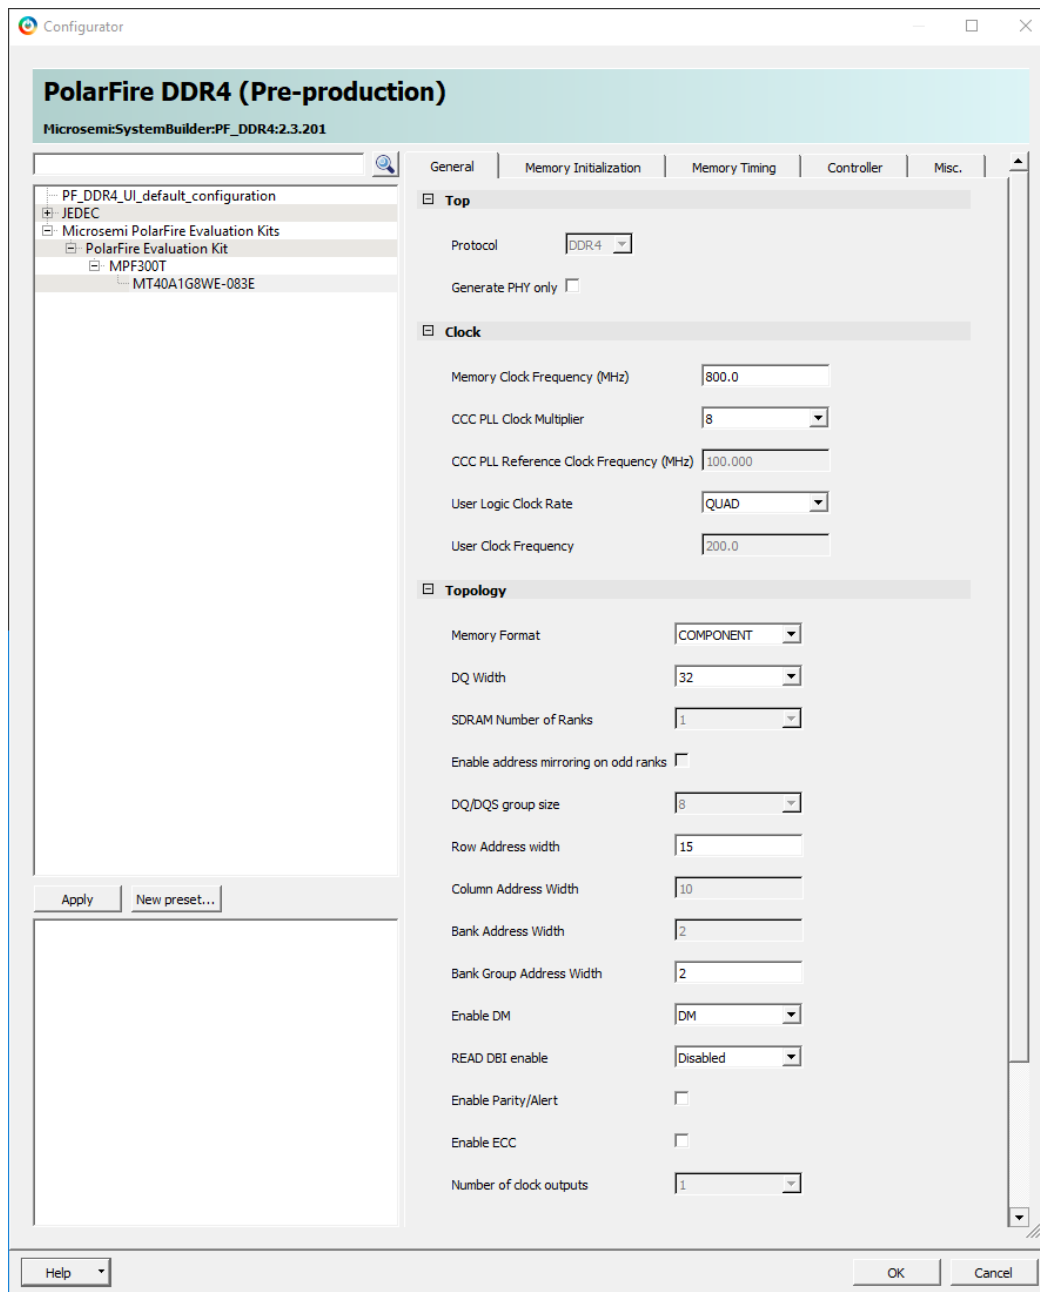 Configurator
PolarFire DDR4 (Pre-production)
Microsemi:SystemBuilder:PF_DDR4:2.3.201
PF_DDR4_UI_default_configuration
JEDEC
Microsemi PolarFire Evaluation Kits
PolarFire Evaluation Kit
MPF300T
MT40A1G8WE-083E
Apply New preset...
General Memory Initialization Memory Timing Controller Misc.
Top
Protocol DDR4
Generate PHY only
Clock
Memory Clock Frequency (MHz) 800.0
CCC PLL Clock Multiplier 8
CCC PLL Reference Clock Frequency (MHz) 100.000
User Logic Clock Rate QUAD
User Clock Frequency 200.0
Topology
Memory Format COMPONENT
DQ Width 32
SDRAM Number of Ranks 1
Enable address mirroring on odd ranks
DQ/DQS group size 8
Row Address width 15
Column Address Width 10
Bank Address Width 2
Bank Group Address Width 2
Enable DM DM
READ DBI enable Disabled
Enable Parity/Alert
Enable ECC
Number of clock outputs 1
Help OK Cancel